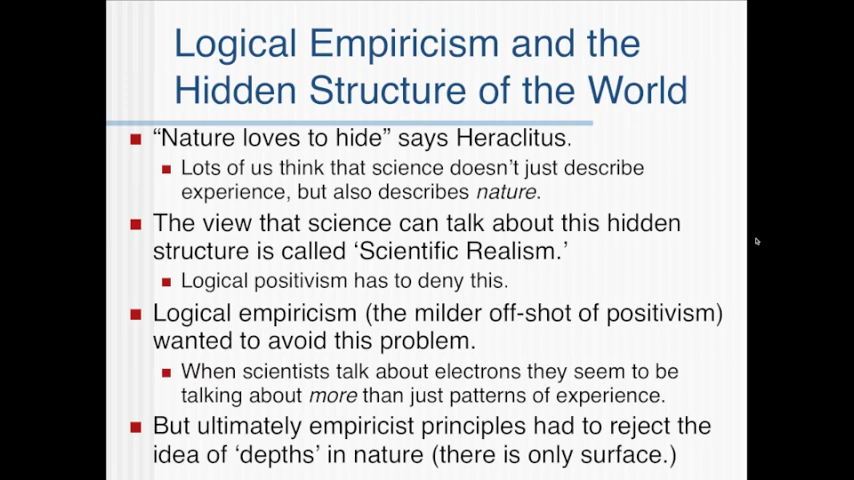 Logical Empiricism and the
Hidden Structure of the World
“Nature loves to hide” says Heraclitus.
Lots of us think that science doesn’t just describe
experience, but also describes nature.
The view that science can talk about this hidden
structure is called ‘Scientific Realism.’
Logical positivism has to deny this.
Logical empiricism (the milder off-shot of positivism)
wanted to avoid this problem.
When scientists talk about electrons they seem to be
talking about more than just patterns of experience.
But ultimately empiricist principles had to reject the
idea of ‘depths’ in nature (there is only surface.)